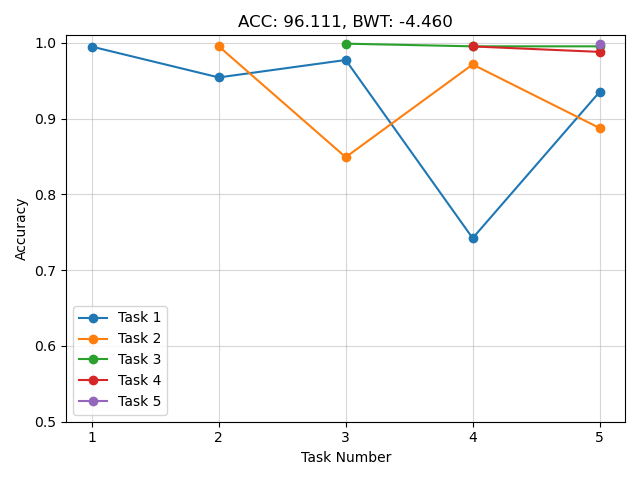 ACC: 96.111, BWT: -4.460
1.0
0.9
0.8
0.7
0.6
0.5
Accuracy
Task 1
Task 2
Task 3
Task 4
Task 5
1 2 3 4 5
Task Number